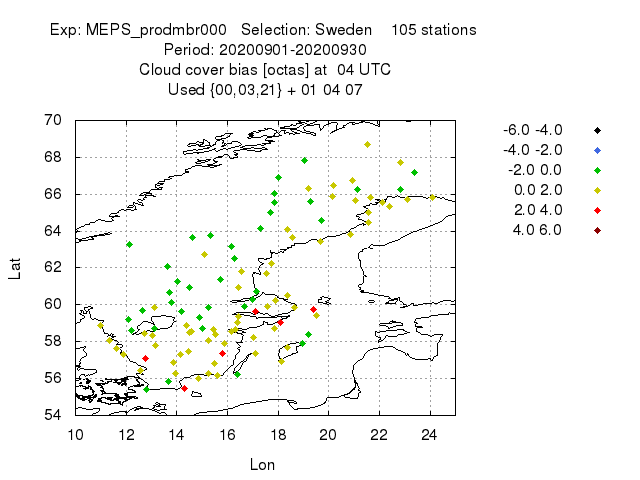 Exp: MEPS_prodmbr000   Selection: Sweden    105 stations
Period: 20200901-20200930
Cloud cover bias [octas] at  04 UTC
Used {00,03,21} + 01 04 07
70
68
66
64
62
60
58
56
54
Lat
10 12 14 16 18 20 22 24
Lon
-6.0 -4.0
-4.0 -2.0
-2.0 0.0
0.0 2.0
2.0 4.0
4.0 6.0